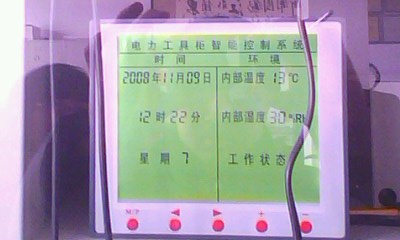 电力工具柜智能控制系统
时间 环境
2008年11月09日 内部温度 13℃
12时22分 内部湿度 30%RH
星期7 工作状态
M/P ◀ ▶ + −